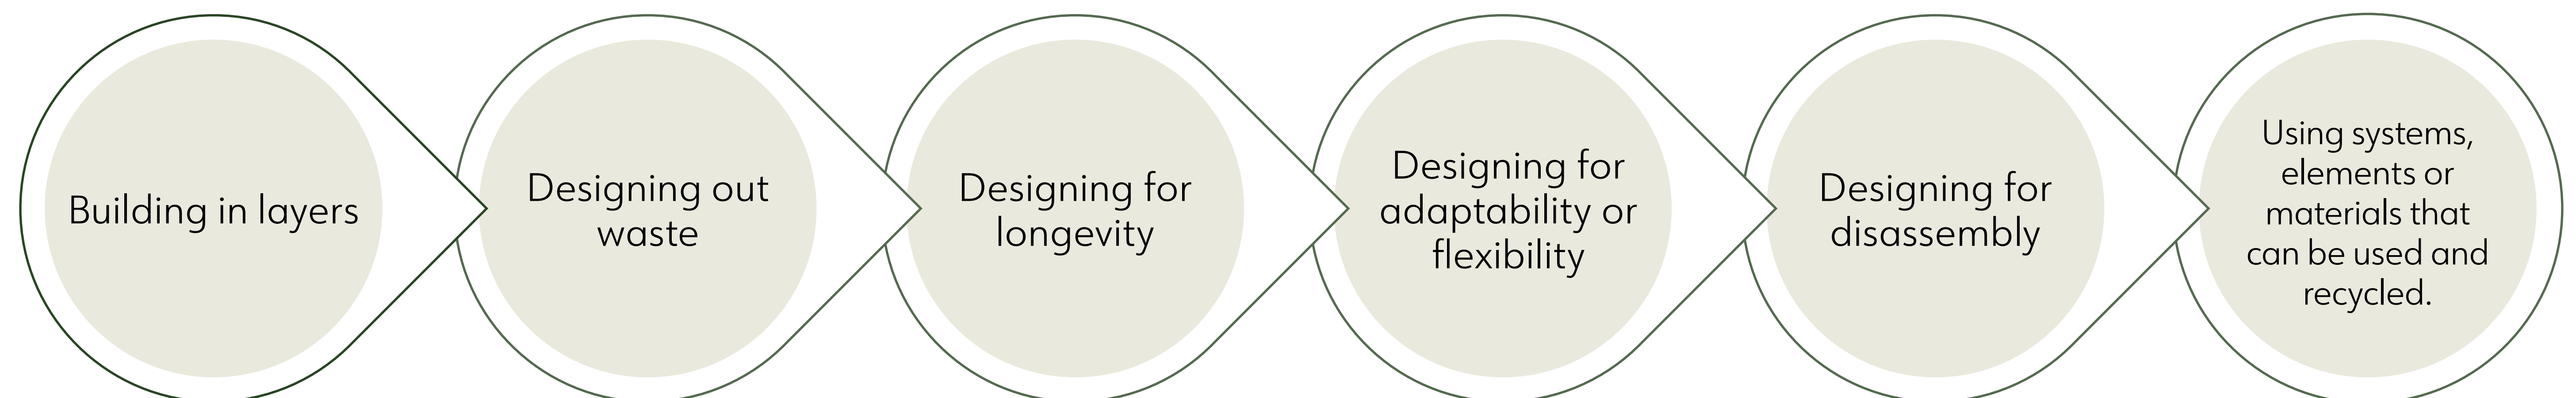 Building in layers
Designing out
waste
Designing for
longevity
Designing for
adaptability or
flexibility
Designing for
disassembly
Using systems,
elements or
materials that
can be used and
recycled.